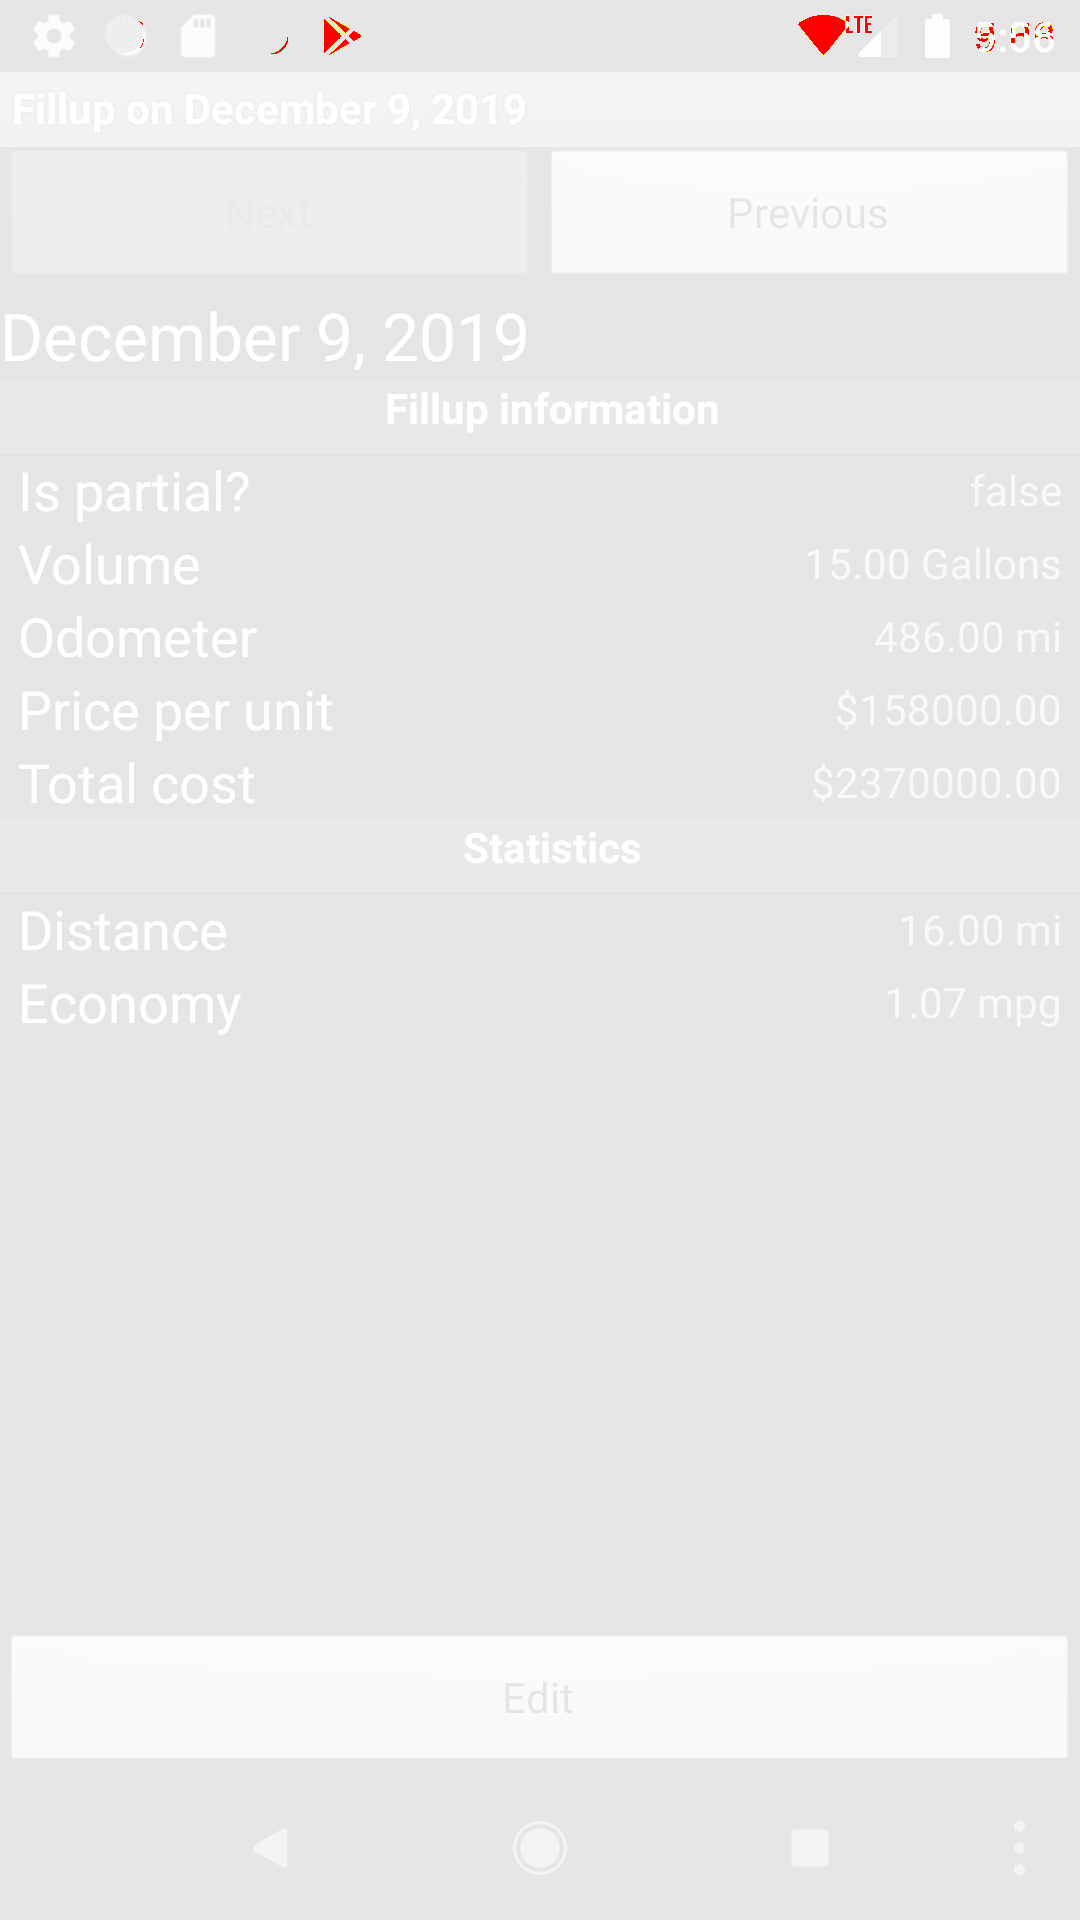 LTE
Fillup on December 9, 2019
Next Previous
December 9, 2019
Fillup information
Is partial? false
Volume 15.00 Gallons
Odometer 486.00 mi
Price per unit $158000.00
Total cost $2370000.00
Statistics
Distance 16.00 mi
Economy 1.07 mpg
Edit